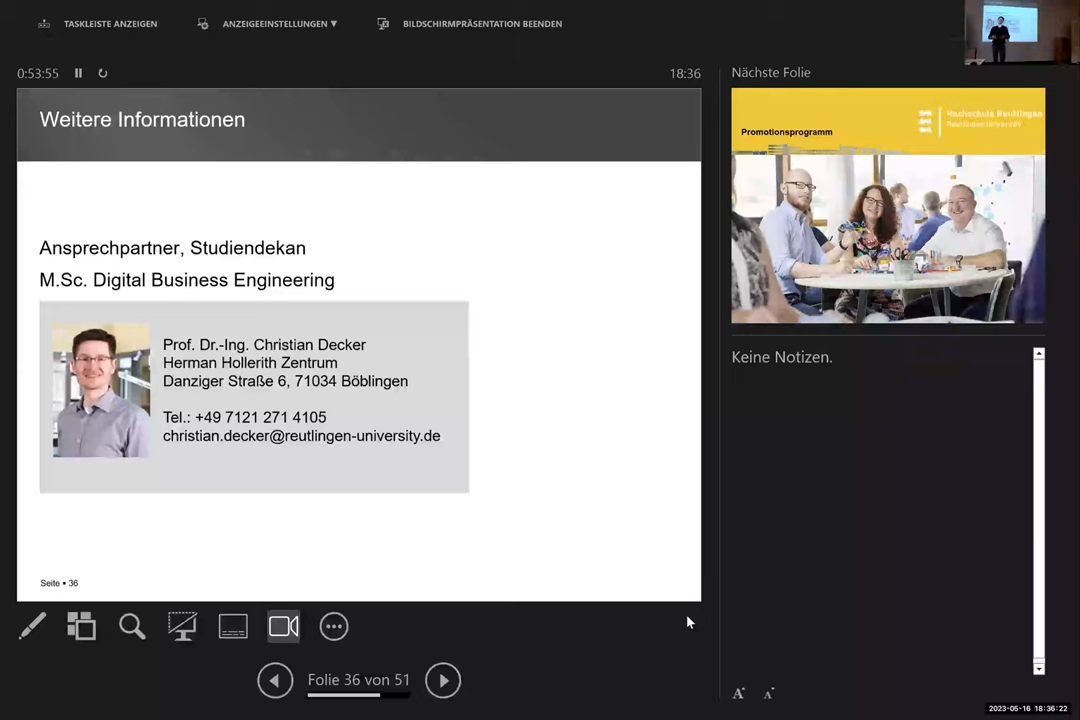 TASKLEISTE ANZEIGEN
ANZEIGEEINSTELLUNGEN ▼
BILDSCHIRMPRÄSENTATION BEENDEN
0:53:55
18:36
Weitere Informationen
Ansprechpartner, Studiendekan
M.Sc. Digital Business Engineering
Prof. Dr.-Ing. Christian Decker
Herman Hollerith Zentrum
Danziger Straße 6, 71034 Böblingen
Tel.: +49 7121 271 4105
christian.decker@reutlingen-university.de
Seite ▪ 36
Folie 36 von 51
Nächste Folie
Hochschule Reutlingen
Reutlingen University
Promotionsprogramm
Keine Notizen.
A A
2023-05-16 18:36:22